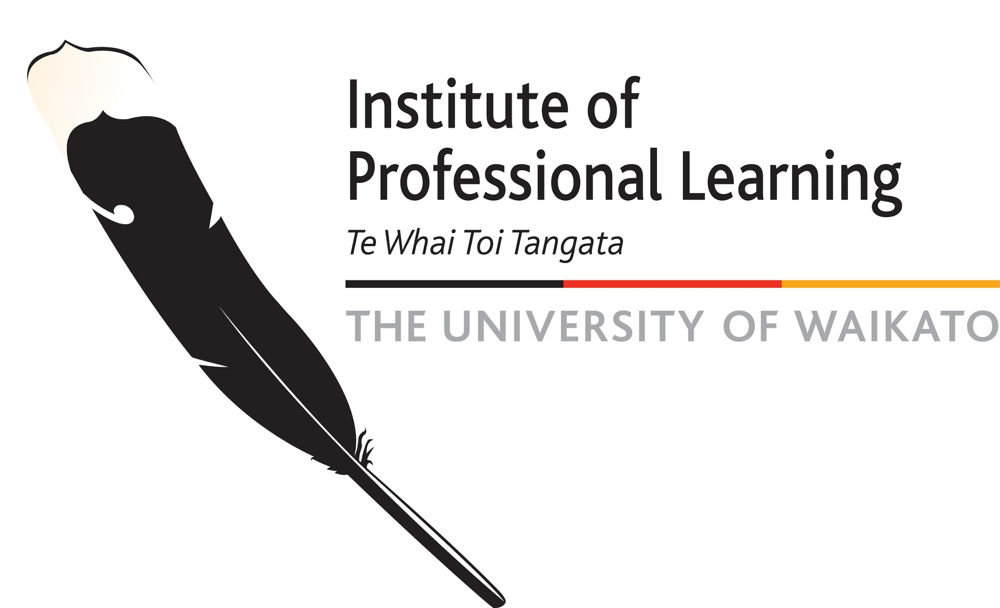 Institute of
Professional Learning
Te Whai Toi Tangata
THE UNIVERSITY OF WAIKATO